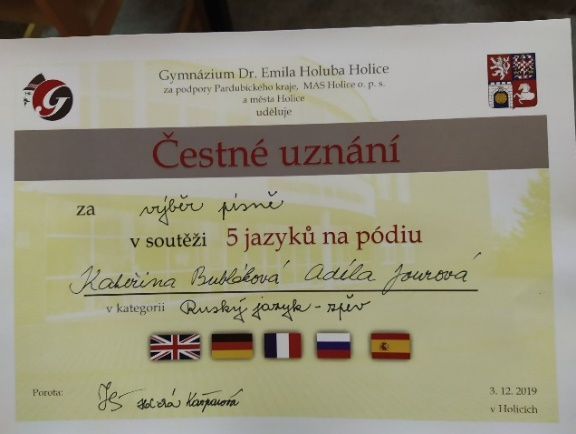 Gymnázium Dr. Emila Holuba Holice
za podpory Pardubického kraje, MAS Holice o. p. s.
a města Holice
uděluje
Čestné uznání
za výběr písně
v soutěži 5 jazyků na pódiu
Kateřina Bubláková Adéla Jourová
v kategorii Ruský jazyk - zpěv
Porota:
3. 12. 2019
v Holicích